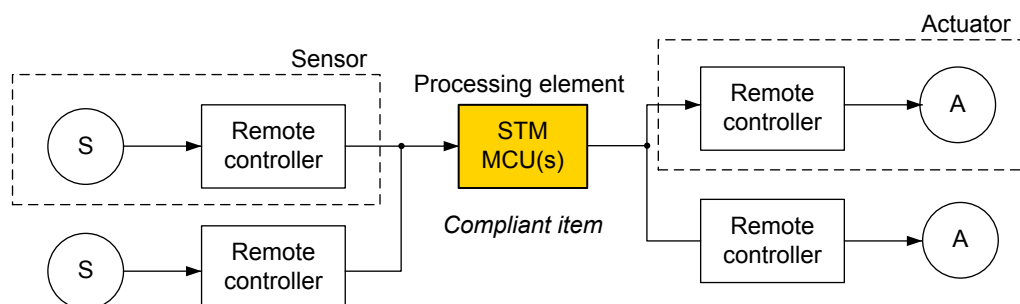 Sensor
Actuator
Processing element
S
Remote
controller
STM
MCU(s)
Remote
controller
A
Compliant item
S
Remote
controller
Remote
controller
A